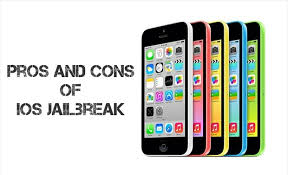 PROS AND CONS
OF
IOS JAILBREAK